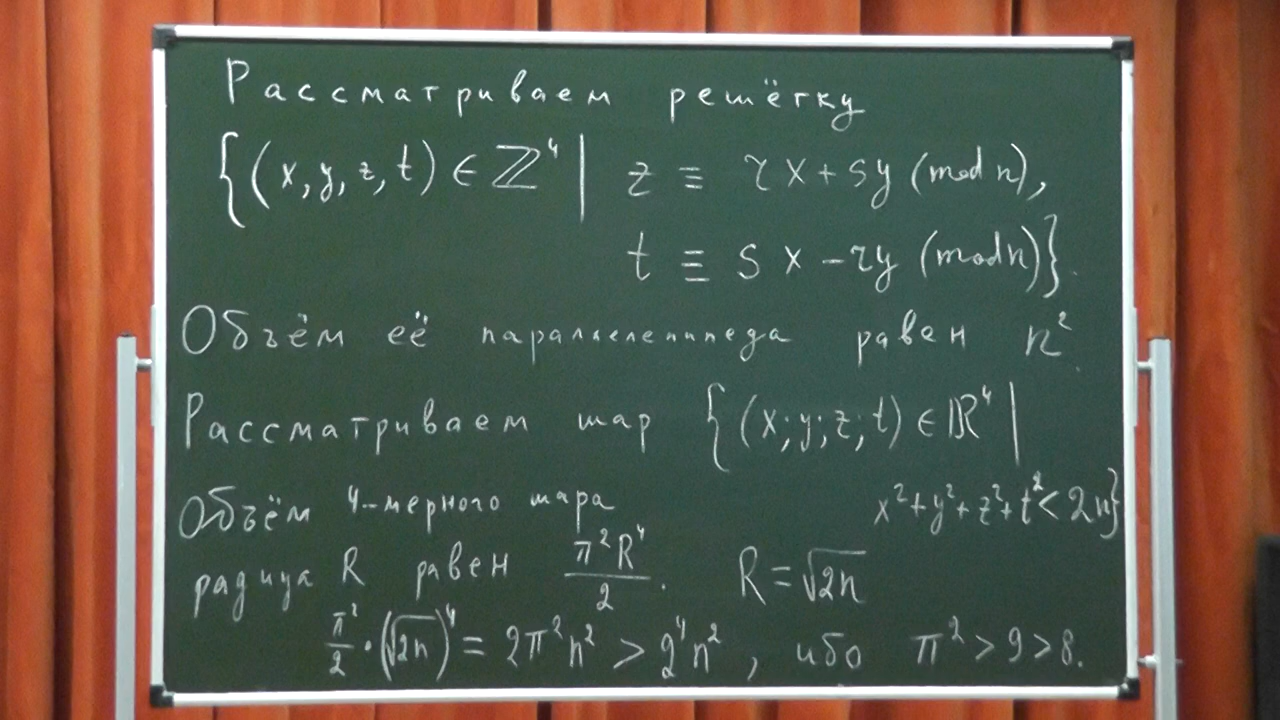 Рассматриваем решётку
{(x, y, z, t) ∈ ℤ⁴ | z ≡ rx + sy (mod n),
t ≡ sx − ry (mod n)}.
Объём её параллелепипеда равен n²
Рассматриваем шар {(x; y; z; t) ∈ ℝ⁴ |
x² + y² + z² + t² < 2n}
Объём 4-мерного шара
радиуса R равен π²R⁴/2. R = √2n
π²/2 · (√2n)⁴ = 2π²n² > 2⁴n², ибо π² > 9 > 8.